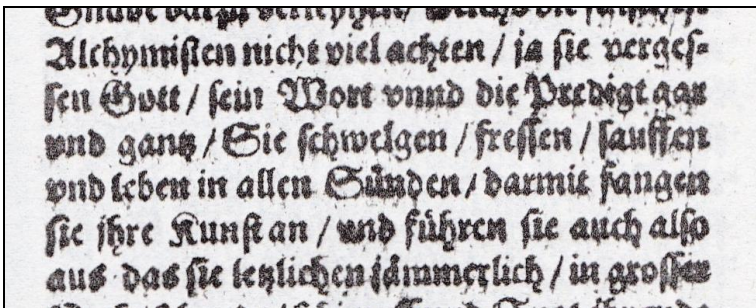 Alchymisten nicht viel achten / ja sie verges-
sen Gott / sein Wort vnnd die Predigt gar
vnd gantz / Sie schwelgen / fressen / sauffen
vnd leben in allen Sünden / darmit fangen
sie jhre Kunst an / vnd führen sie auch also
aus das sie letzlichen jämmerlich / in grossen